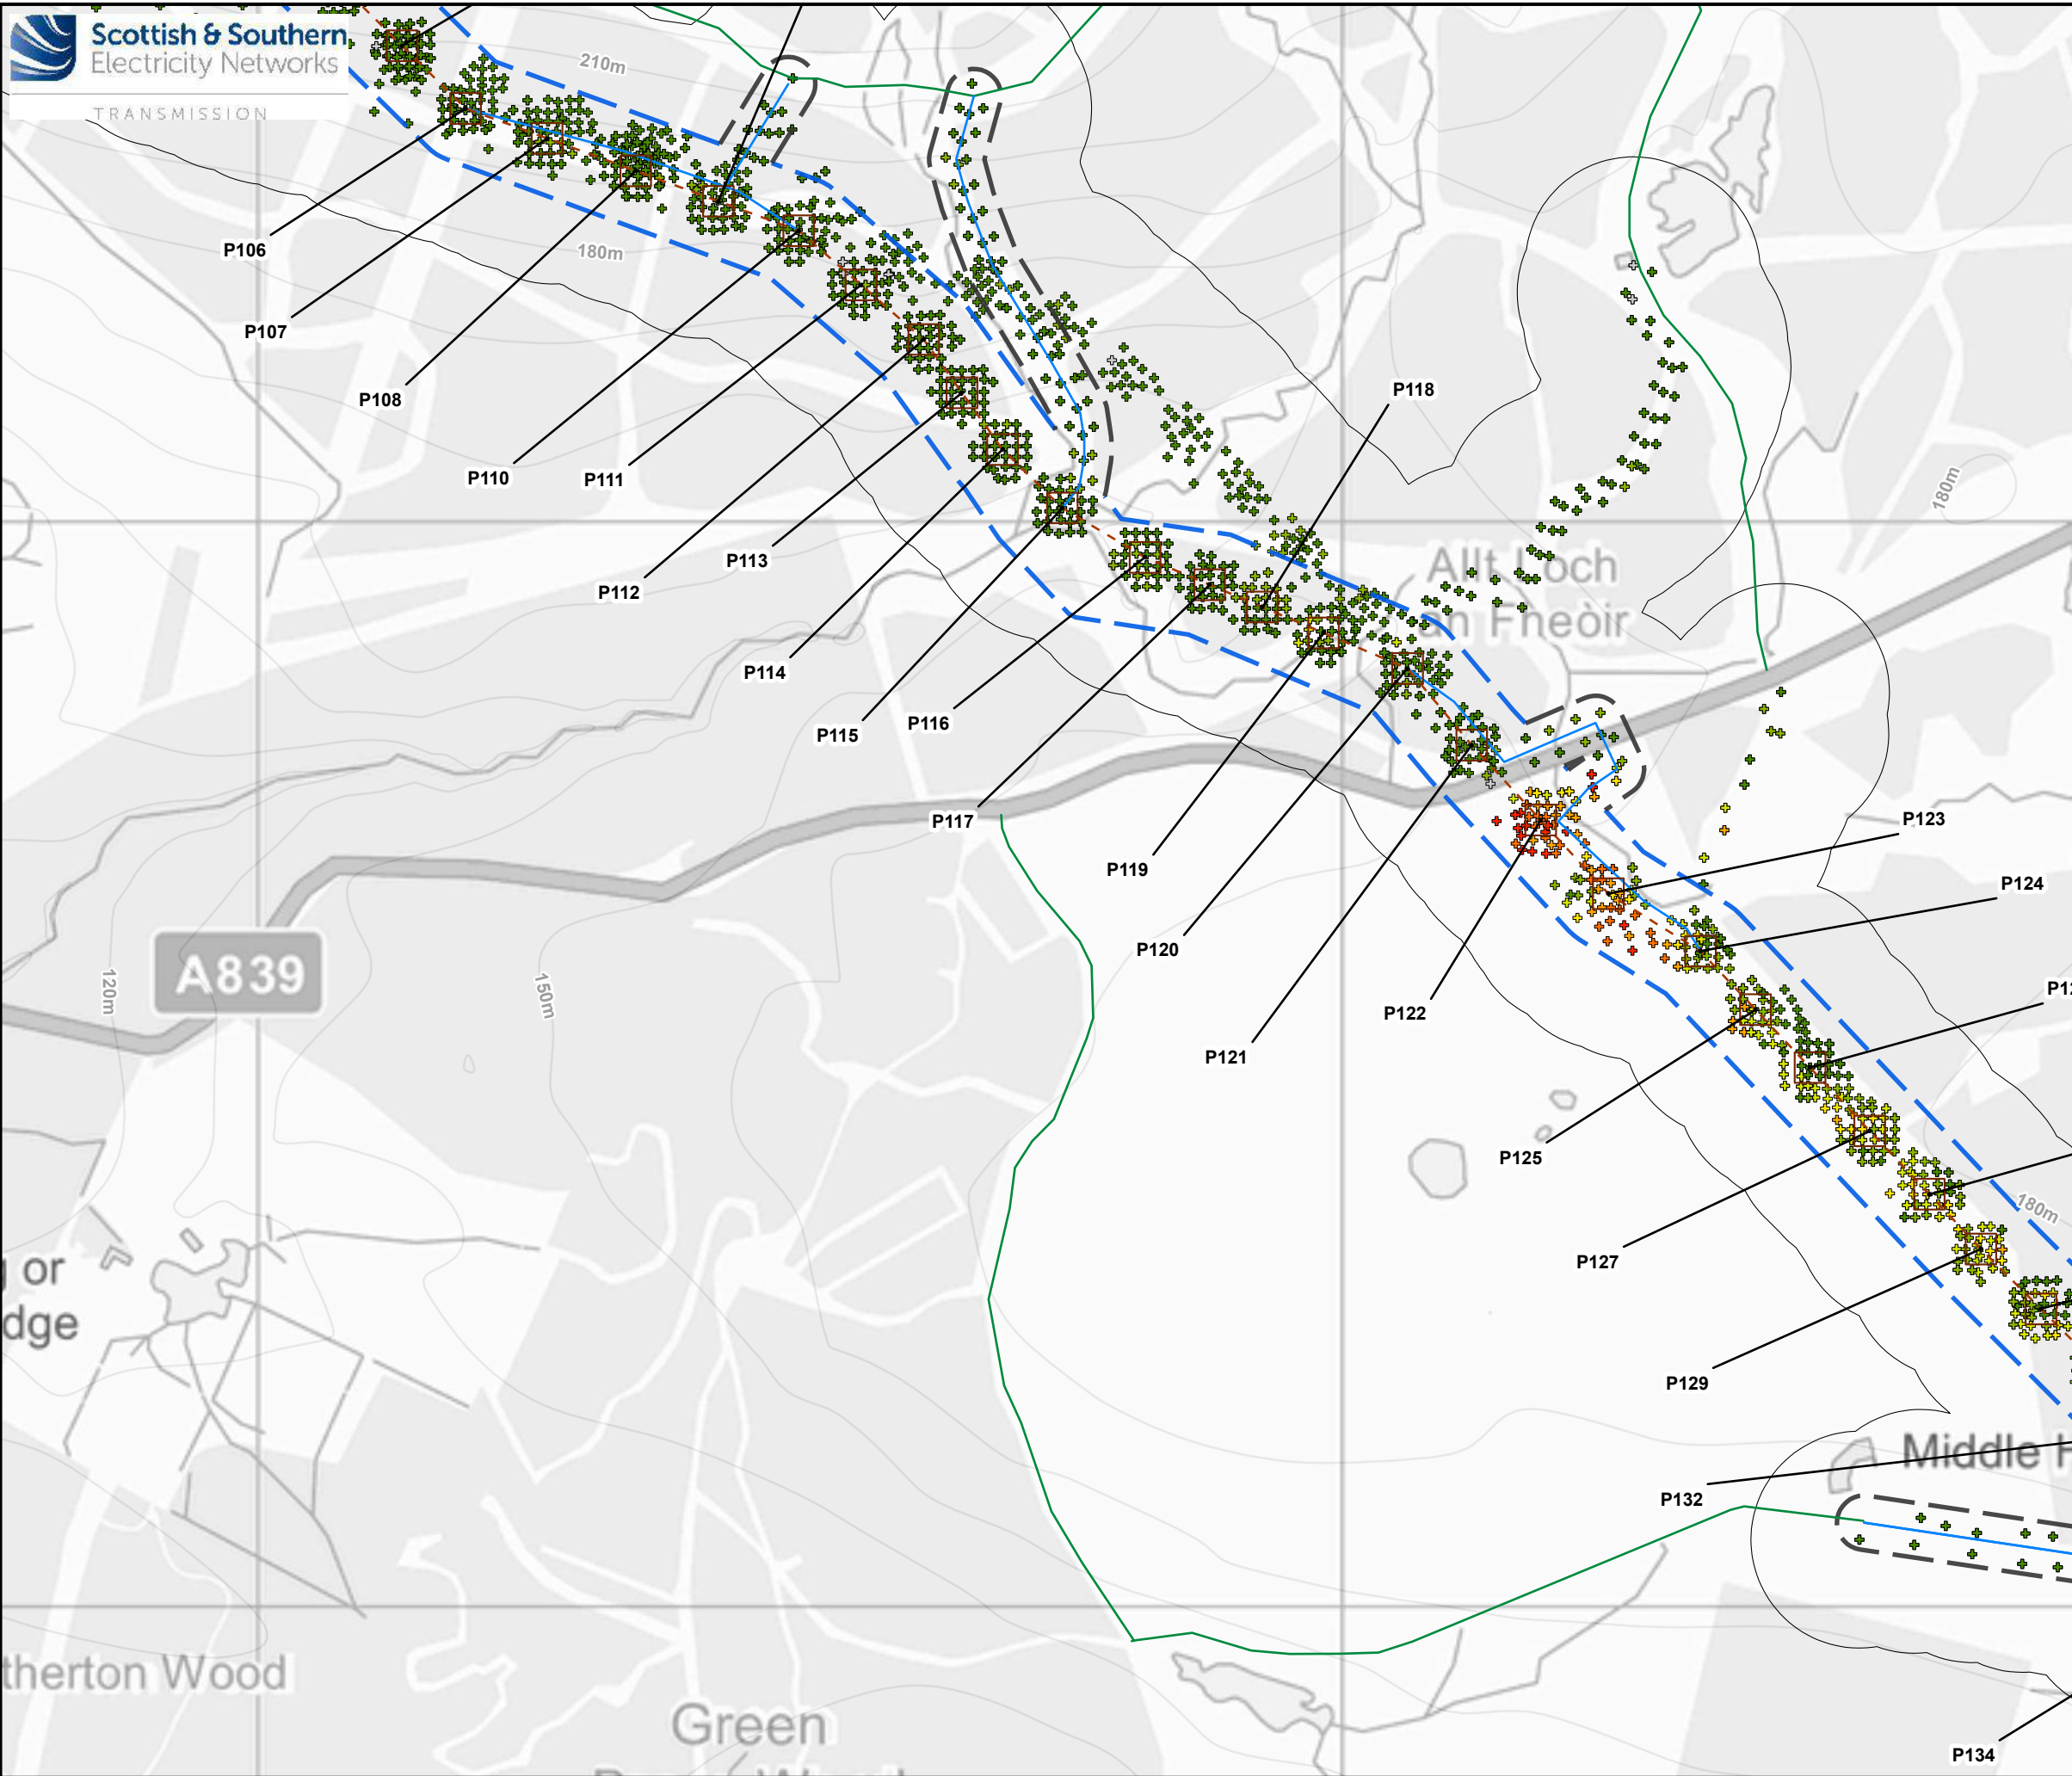 Scottish & Southern
Electricity Networks
TRANSMISSION
210m
180m
P106
P107
P108
P110
P111
P112
P113
P114
P115
P116
P117
P118
180m
Allt Loch
an Fheòir
P119
P120
P121
P122
P123
P124
A839
120m
150m
P125
P127
180m
P129
or
dge
Middle
P132
therton Wood
Green
P134